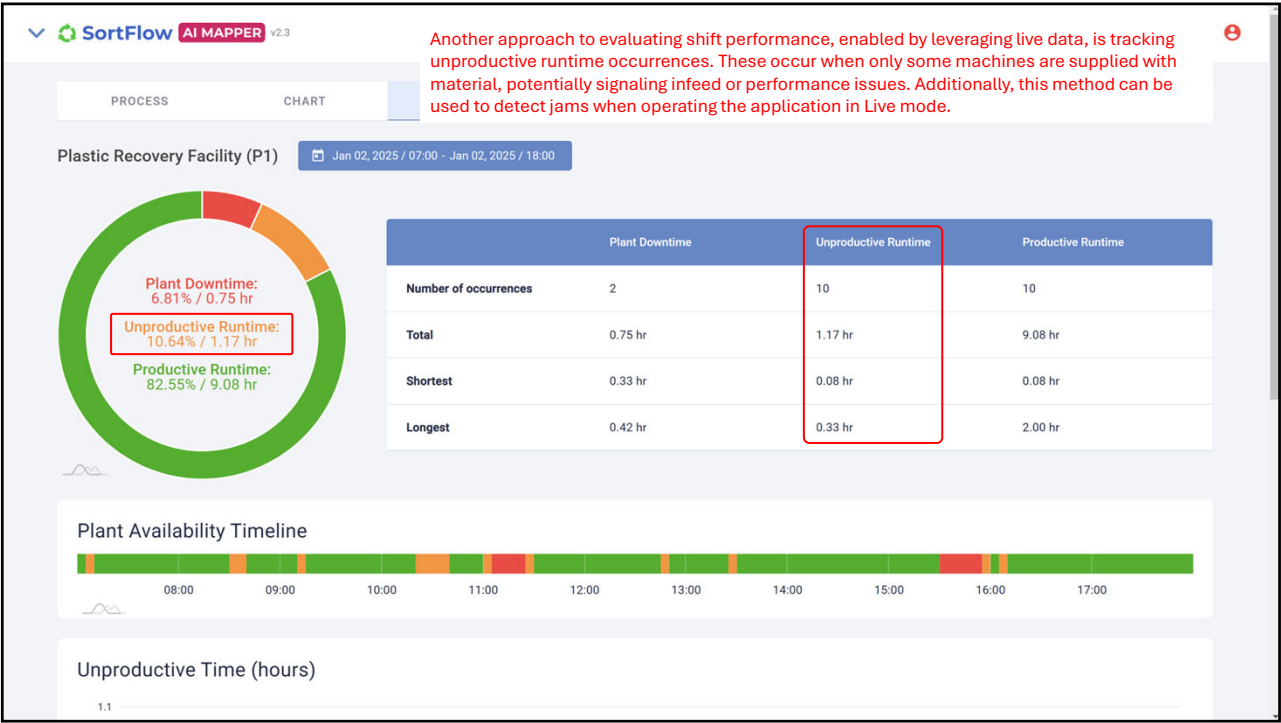 SortFlow AI MAPPER v2.3
Another approach to evaluating shift performance, enabled by leveraging live data, is tracking
unproductive runtime occurrences. These occur when only some machines are supplied with
material, potentially signaling infeed or performance issues. Additionally, this method can be
used to detect jams when operating the application in Live mode.
PROCESS CHART
Plastic Recovery Facility (P1) Jan 02, 2025 / 07:00 - Jan 02, 2025 / 18:00
Plant Downtime:
6.81% / 0.75 hr
Unproductive Runtime:
10.64% / 1.17 hr
Productive Runtime:
82.55% / 9.08 hr
Plant Downtime Unproductive Runtime Productive Runtime
Number of occurrences 2 10 10
Total 0.75 hr 1.17 hr 9.08 hr
Shortest 0.33 hr 0.08 hr 0.08 hr
Longest 0.42 hr 0.33 hr 2.00 hr
Plant Availability Timeline
08:00 09:00 10:00 11:00 12:00 13:00 14:00 15:00 16:00 17:00
Unproductive Time (hours)
1.1